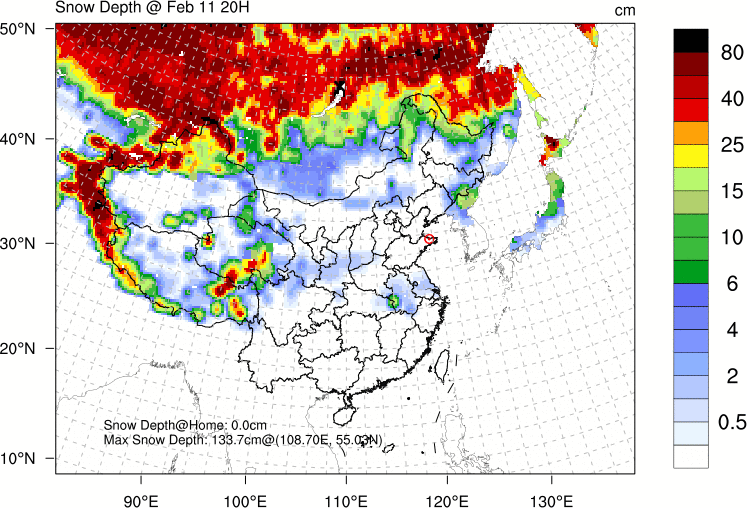 Snow Depth @ Feb 11 20H
cm
50°N
40°N
30°N
20°N
10°N
90°E
100°E
110°E
120°E
130°E
80
40
25
15
10
6
4
2
0.5
Snow Depth@Home: 0.0cm
Max Snow Depth: 133.7cm@(108.70E, 55.03N)